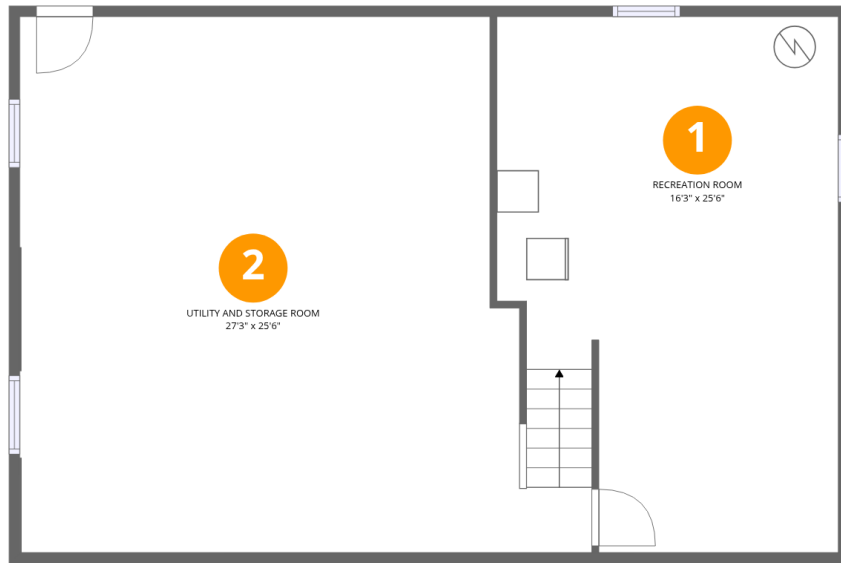 1
RECREATION ROOM
16'3" x 25'6"
2
UTILITY AND STORAGE ROOM
27'3" x 25'6"